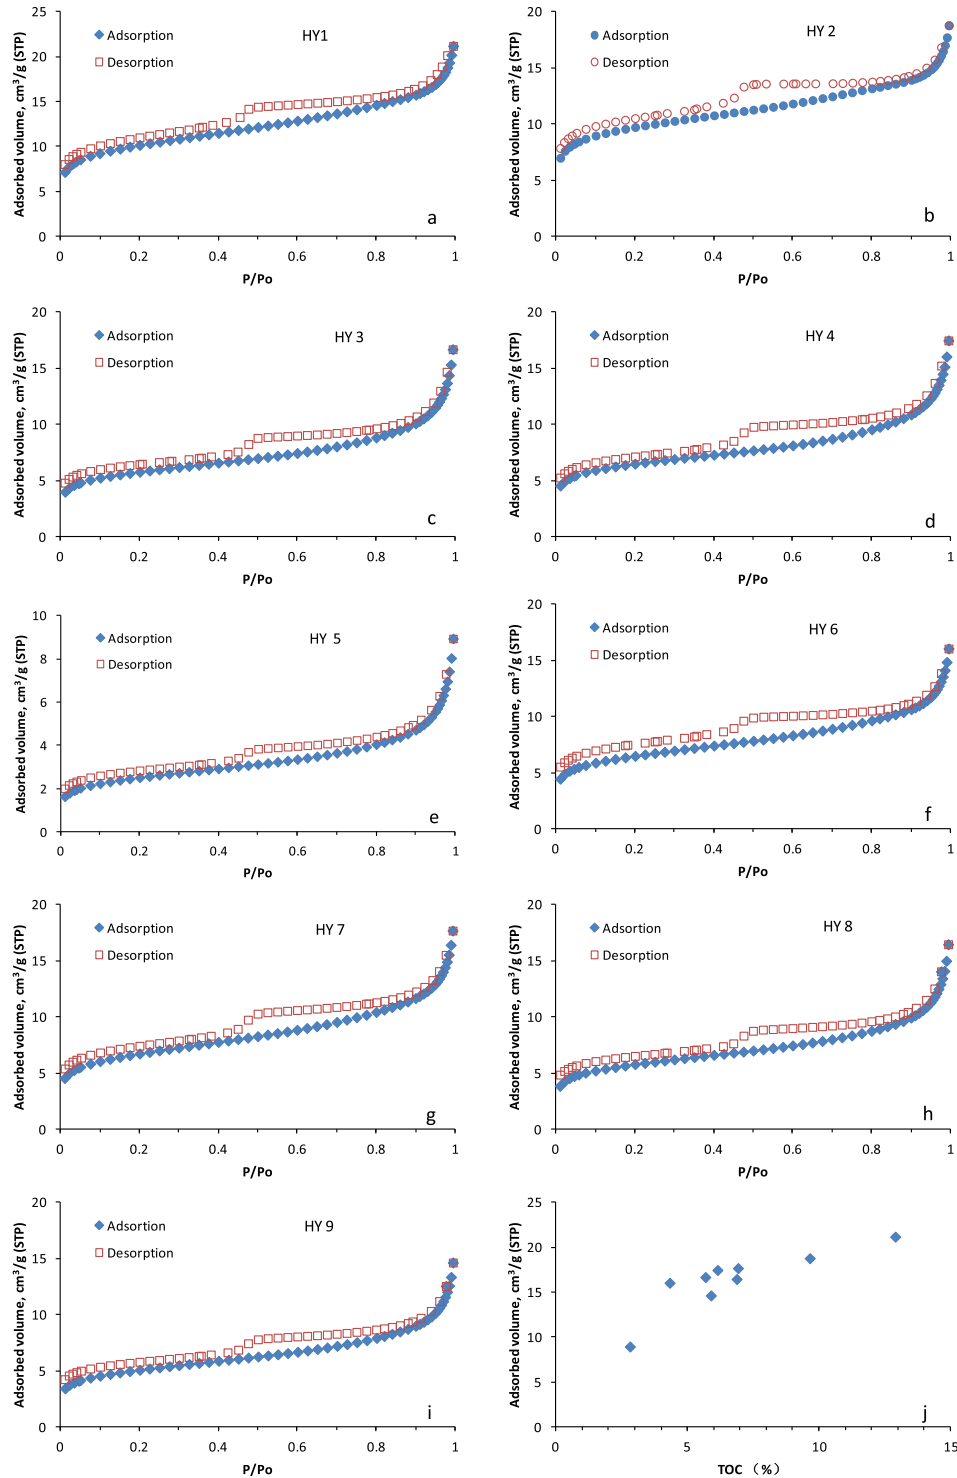 Adsorbed volume, cm³/g (STP)
25
20
15
10
5
0
Adsorption
Desorption
HY1
a
0 0.2 0.4 0.6 0.8 1
P/Po
Adsorbed volume, cm³/g (STP)
20
15
10
5
0
Adsorption
Desorption
HY 2
b
0 0.2 0.4 0.6 0.8 1
P/Po
Adsorbed volume, cm³/g (STP)
20
15
10
5
0
Adsorption
Desorption
HY 3
c
0 0.2 0.4 0.6 0.8 1
P/Po
Adsorbed volume, cm³/g (STP)
20
15
10
5
0
Adsorption
Desorption
HY 4
d
0 0.2 0.4 0.6 0.8 1
P/Po
Adsorbed volume, cm³/g (STP)
10
8
6
4
2
0
Adsorption
Desorption
HY 5
e
0 0.2 0.4 0.6 0.8 1
P/Po
Adsorbed volume, cm³/g (STP)
20
15
10
5
0
Adsorption
Desorption
HY 6
f
0 0.2 0.4 0.6 0.8 1
P/Po
Adsorbed volume, cm³/g (STP)
20
15
10
5
0
Adsorption
Desorption
HY 7
g
0 0.2 0.4 0.6 0.8 1
P/Po
Adsorbed volume, cm³/g (STP)
20
15
10
5
0
Adsortion
Desorption
HY 8
h
0 0.2 0.4 0.6 0.8 1
P/Po
Adsorbed volume, cm³/g (STP)
20
15
10
5
0
Adsortion
Desorption
HY 9
i
0 0.2 0.4 0.6 0.8 1
P/Po
Adsorbed volume, cm³/g (STP)
25
20
15
10
5
0
j
5 10 15
TOC （%）